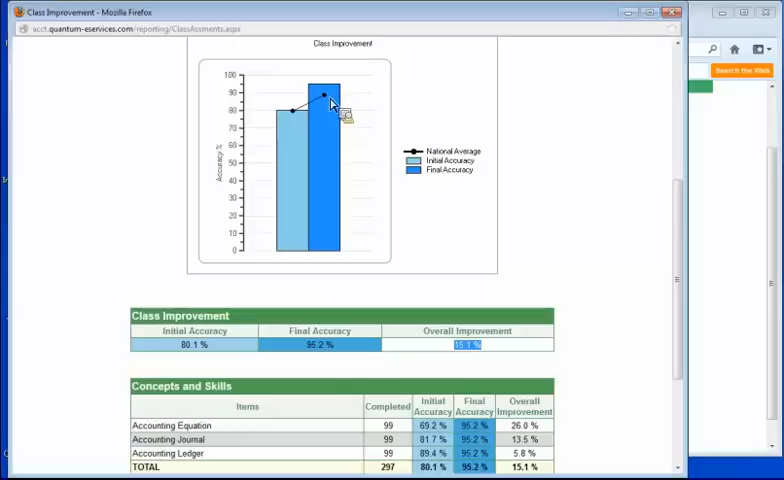 Class Improvement - Mozilla Firefox
acct.quantum-eservices.com/reporting/ClassAssments.aspx
Class Improvement
Search the Web
100
90
80
70
60
50
40
30
20
10
0
Accuracy %
National Average
Initial Accuracy
Final Accuracy
Class Improvement
Initial Accuracy Final Accuracy Overall Improvement
80.1 % 95.2 % 15.1 %
Concepts and Skills
Items Completed Initial Accuracy Final Accuracy Overall Improvement
Accounting Equation 99 69.2 % 95.2 % 26.0 %
Accounting Journal 99 81.7 % 95.2 % 13.5 %
Accounting Ledger 99 89.4 % 95.2 % 5.8 %
TOTAL 297 80.1 % 95.2 % 15.1 %